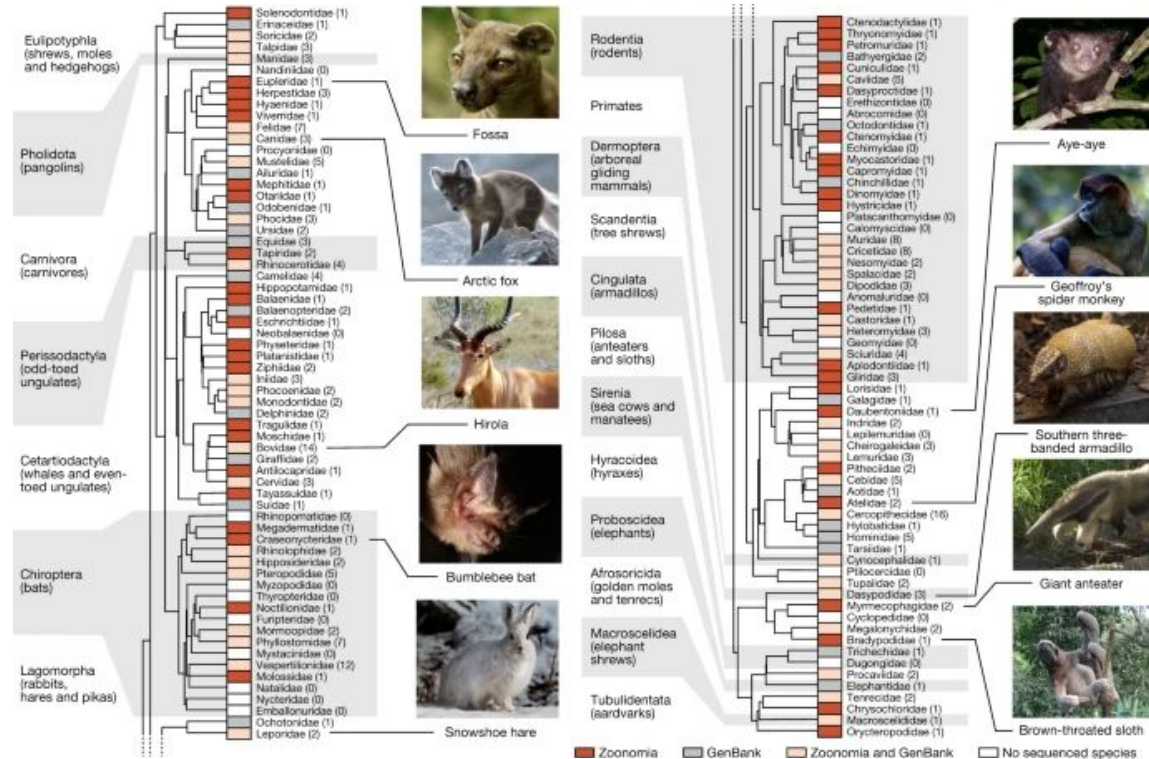 Eulipotyphla
(shrews, moles
and hedgehogs)
Pholidota
(pangolins)
Carnivora
(carnivores)
Perissodactyla
(odd-toed
ungulates)
Cetartiodactyla
(whales and even-
toed ungulates)
Chiroptera
(bats)
Lagomorpha
(rabbits,
hares and pikas)
Solenodontidae (1)
Erinaceidae (1)
Soricidae (2)
Talpidae (3)
Manidae (3)
Nandiniidae (0)
Eupleridae (1)
Herpestidae (3)
Hyaenidae (1)
Viverridae (1)
Felidae (7)
Canidae (3)
Procyonidae (0)
Mustelidae (5)
Ailuridae (1)
Mephitidae (1)
Otariidae (1)
Odobenidae (1)
Phocidae (3)
Ursidae (2)
Equidae (3)
Tapiridae (2)
Rhinocerotidae (4)
Camelidae (4)
Hippopotamidae (1)
Balaenidae (1)
Balaenopteridae (2)
Eschrichtiidae (1)
Neobalaenidae (0)
Physeteridae (1)
Platanistidae (1)
Ziphiidae (2)
Iniidae (3)
Phocoenidae (2)
Monodontidae (2)
Delphinidae (2)
Tragulidae (1)
Moschidae (1)
Bovidae (14)
Giraffidae (2)
Antilocapridae (1)
Cervidae (3)
Tayassuidae (1)
Suidae (1)
Rhinopomatidae (0)
Megadermatidae (1)
Craseonycteridae (1)
Rhinolophidae (2)
Hipposideridae (2)
Pteropodidae (5)
Myzopodidae (0)
Thyropteridae (0)
Noctilionidae (1)
Furipteridae (0)
Mormoopidae (2)
Phyllostomidae (7)
Mystacinidae (0)
Vespertilionidae (12)
Molossidae (1)
Natalidae (0)
Nycteridae (0)
Emballonuridae (0)
Ochotonidae (1)
Leporidae (2)
Fossa
Arctic fox
Hirola
Bumblebee bat
Snowshoe hare
Rodentia
(rodents)
Primates
Dermoptera
(arboreal
gliding
mammals)
Scandentia
(tree shrews)
Cingulata
(armadillos)
Pilosa
(anteaters
and sloths)
Sirenia
(sea cows and
manatees)
Hyracoidea
(hyraxes)
Proboscidea
(elephants)
Afrosoricida
(golden moles
and tenrecs)
Macroscelidea
(elephant
shrews)
Tubulidentata
(aardvarks)
Ctenodactylidae (1)
Thryonomyidae (1)
Petromuridae (1)
Bathyergidae (2)
Cuniculidae (1)
Caviidae (5)
Dasyproctidae (1)
Erethizontidae (0)
Abrocomidae (0)
Octodontidae (1)
Ctenomyidae (1)
Echimyidae (0)
Myocastoridae (1)
Capromyidae (1)
Chinchillidae (1)
Dinomyidae (1)
Hystricidae (1)
Platacanthomyidae (0)
Calomyscidae (0)
Muridae (8)
Cricetidae (8)
Nesomyidae (2)
Spalacidae (2)
Dipodidae (3)
Anomaluridae (0)
Pedetidae (1)
Castoridae (1)
Heteromyidae (3)
Geomyidae (0)
Sciuridae (4)
Aplodontiidae (1)
Gliridae (3)
Lorisidae (1)
Galagidae (1)
Daubentoniidae (1)
Indridae (2)
Lepilemuridae (0)
Cheirogaleidae (3)
Lemuridae (3)
Pitheciidae (2)
Cebidae (5)
Aotidae (1)
Atelidae (2)
Cercopithecidae (16)
Hylobatidae (1)
Hominidae (5)
Tarsiidae (1)
Cynocephalidae (1)
Ptilocercidae (0)
Tupaiidae (2)
Dasypodidae (3)
Myrmecophagidae (2)
Cyclopedidae (0)
Megalonychidae (2)
Bradypodidae (1)
Trichechidae (1)
Dugongidae (0)
Procaviidae (2)
Elephantidae (1)
Tenrecidae (2)
Chrysochloridae (1)
Macroscelididae (1)
Orycteropodidae (1)
Aye-aye
Geoffroy's
spider monkey
Southern three-
banded armadillo
Giant anteater
Brown-throated sloth
Zoonomia
GenBank
Zoonomia and GenBank
No sequenced species